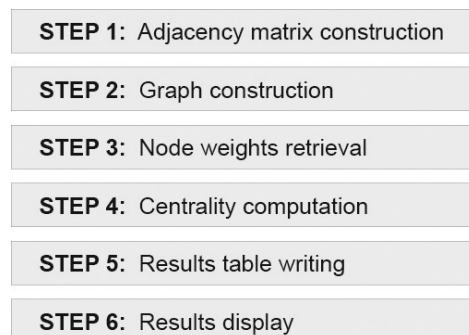 STEP 1: Adjacency matrix construction
STEP 2: Graph construction
STEP 3: Node weights retrieval
STEP 4: Centrality computation
STEP 5: Results table writing
STEP 6: Results display